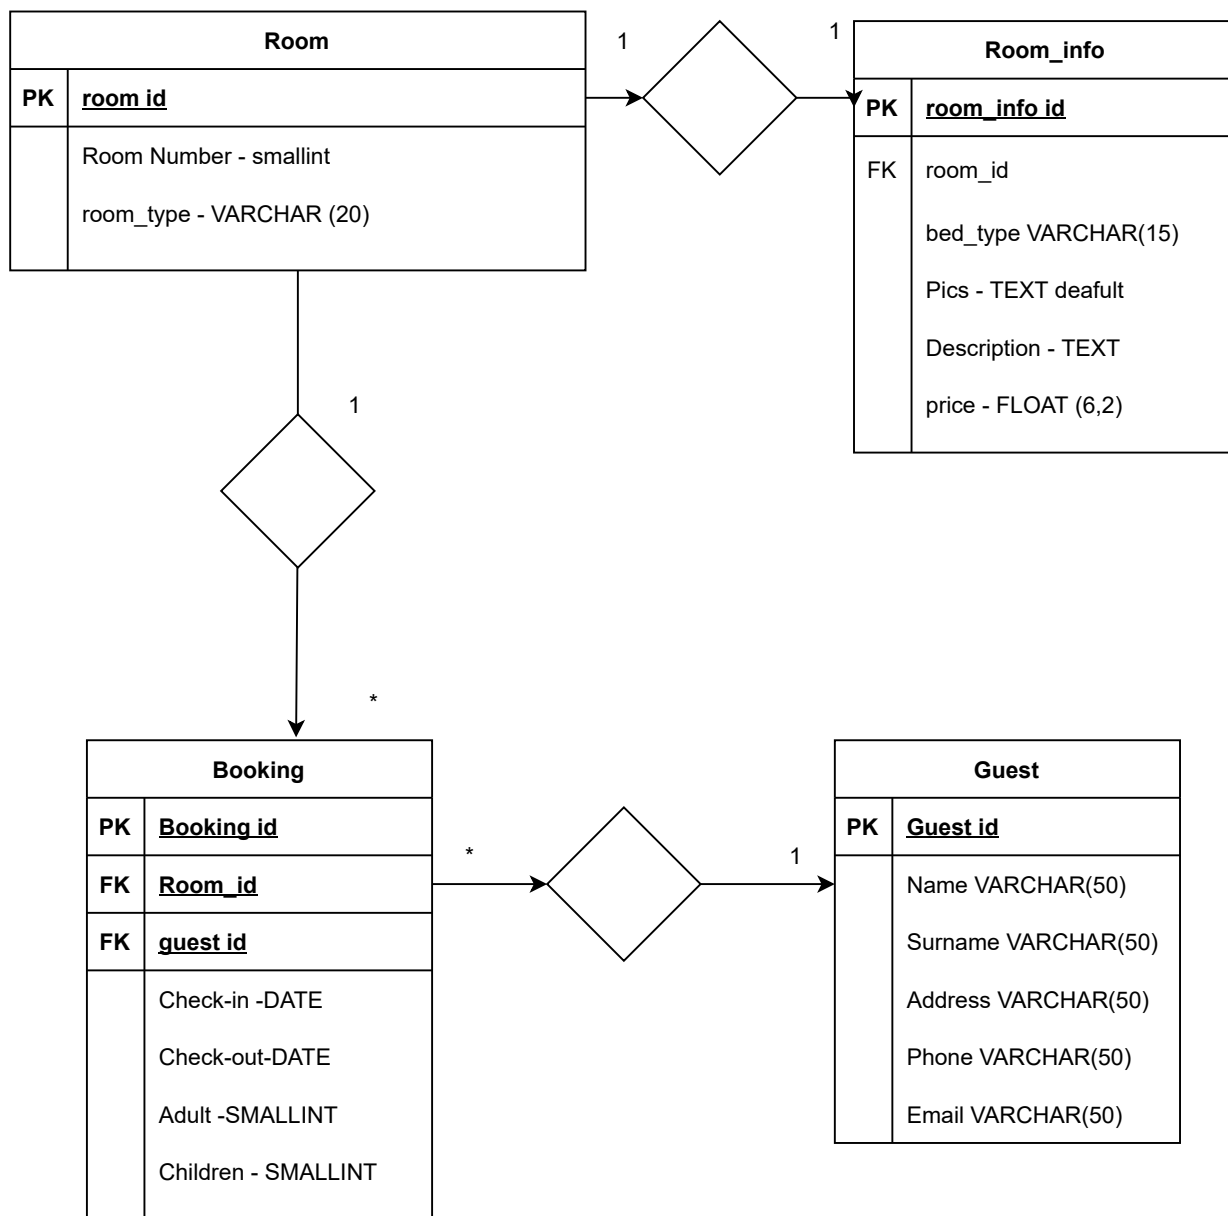 Room
PK room id
Room Number - smallint
room_type - VARCHAR (20)
1
1
Room_info
PK room_info id
FK room_id
bed_type VARCHAR(15)
Pics - TEXT deafult
Description - TEXT
price - FLOAT (6,2)
1
*
Booking
PK Booking id
FK Room_id
FK guest id
Check-in -DATE
Check-out-DATE
Adult -SMALLINT
Children - SMALLINT
*
1
Guest
PK Guest id
Name VARCHAR(50)
Surname VARCHAR(50)
Address VARCHAR(50)
Phone VARCHAR(50)
Email VARCHAR(50)